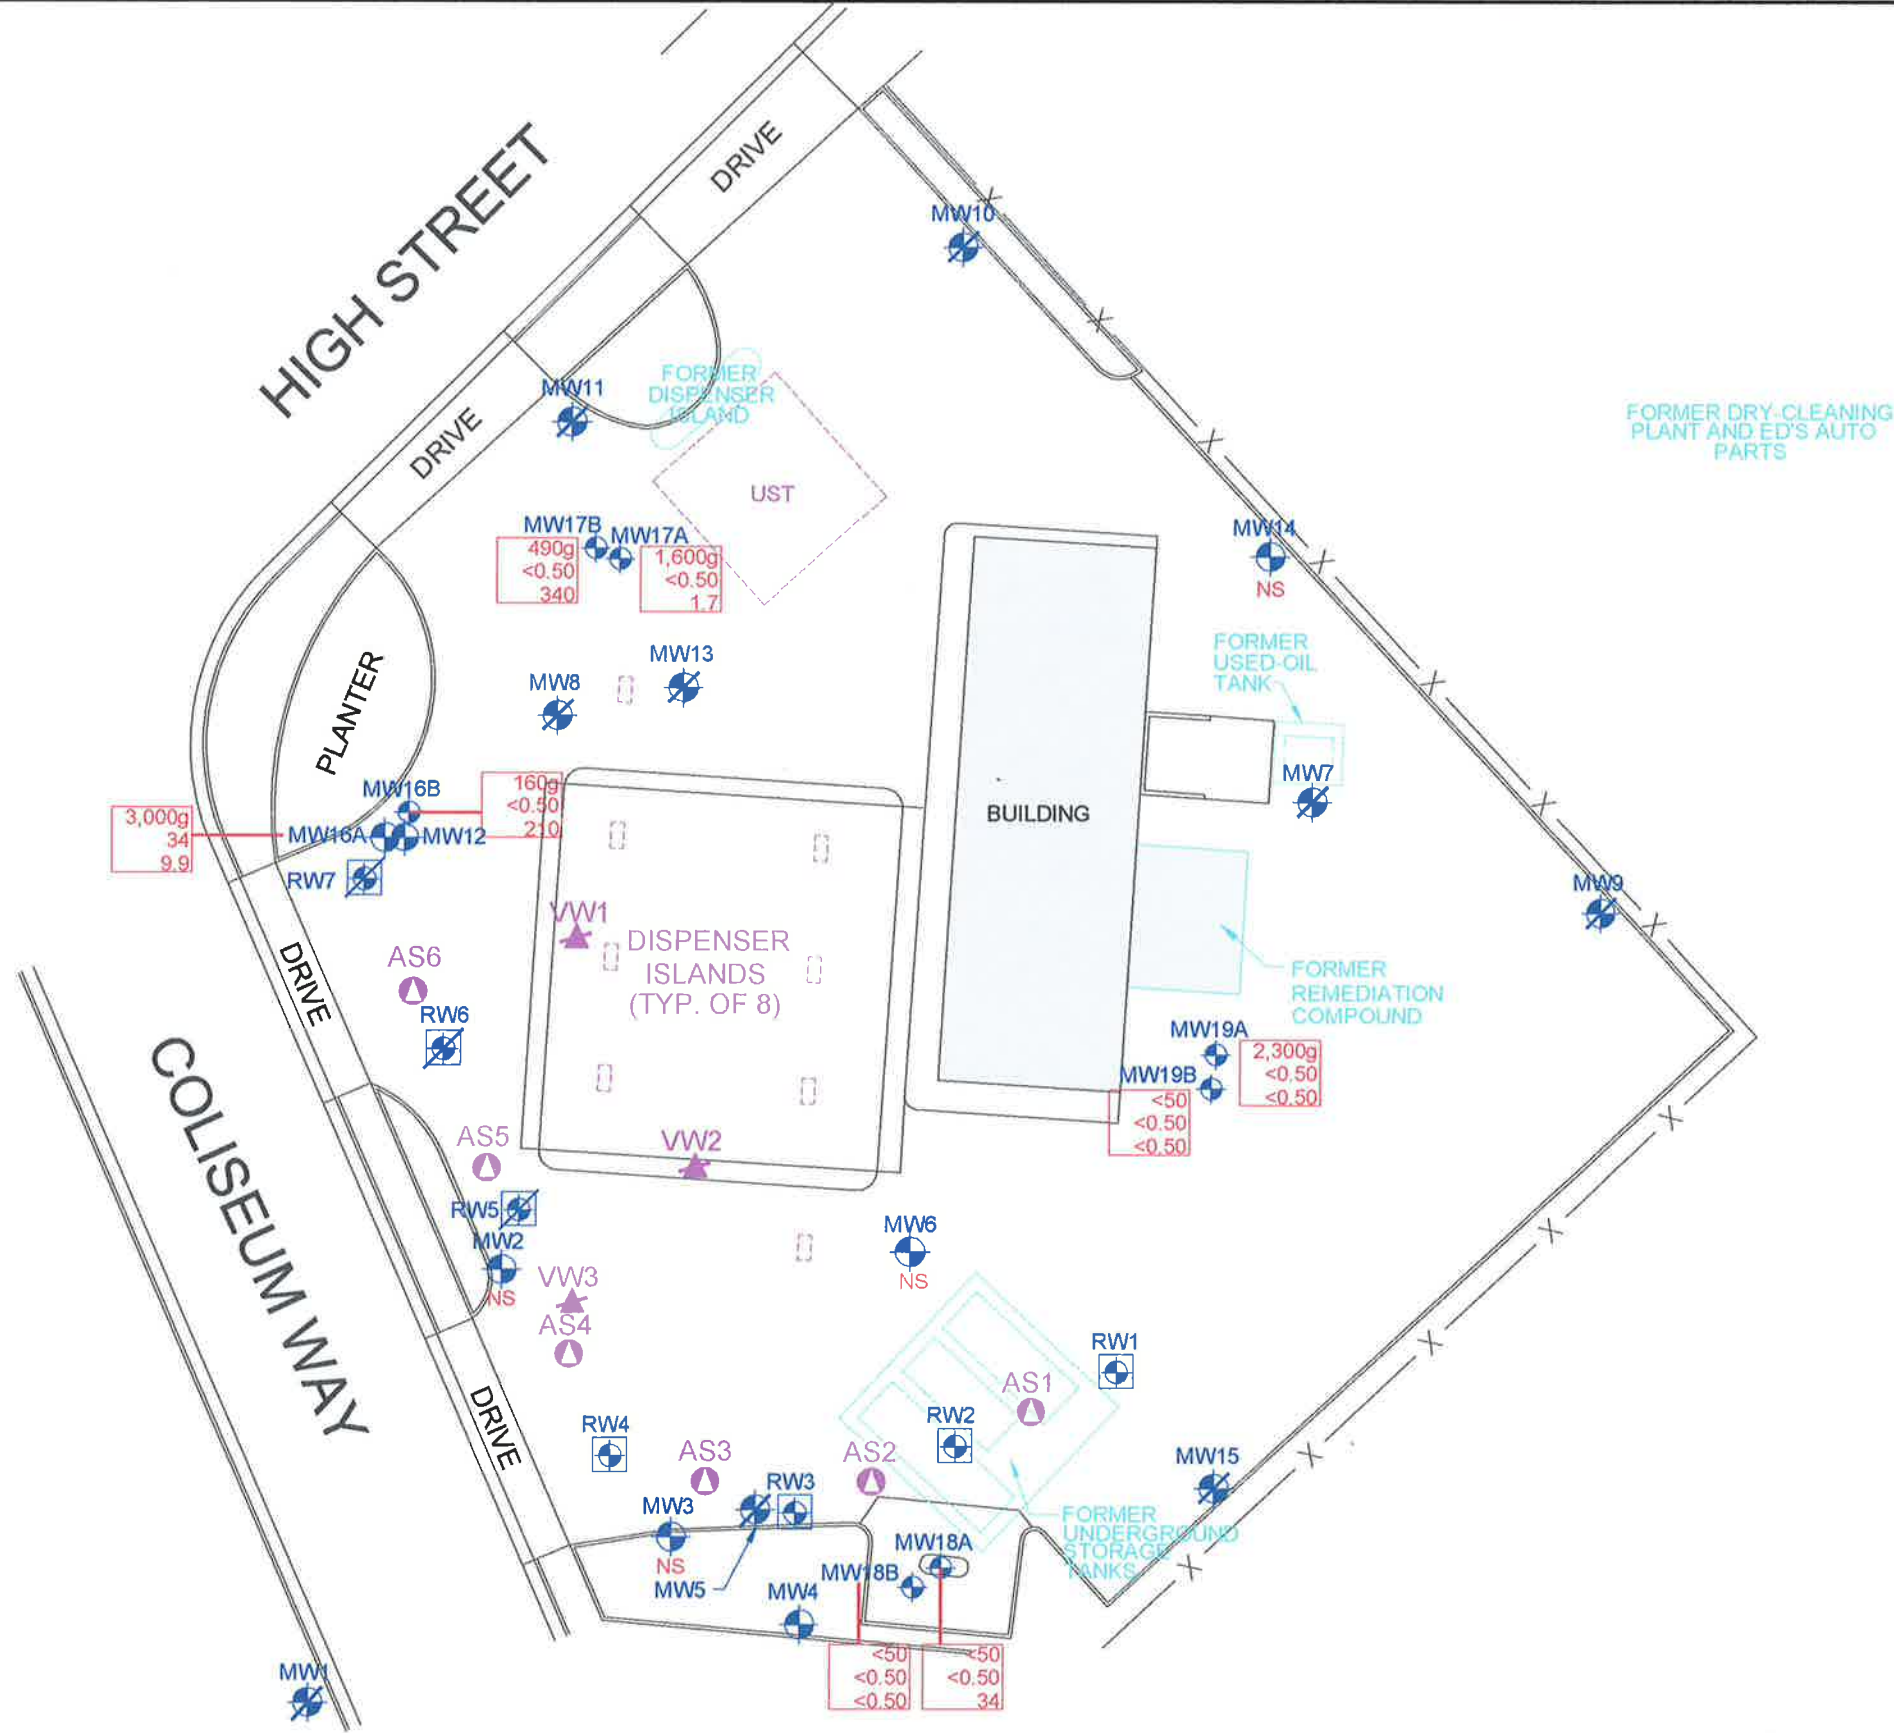 HIGH STREET
DRIVE
MW10
MW11
FORMER
DISPENSER
ISLAND
DRIVE
FORMER DRY-CLEANING
PLANT AND ED'S AUTO
PARTS
UST
MW17B
MW17A
490g
<0.50
340
1,600g
<0.50
1.7
MW14
NS
FORMER
USED-OIL
TANK
MW13
MW8
PLANTER
MW7
MW16B
160g
<0.50
210
3,000g
34
9.9
MW16A
MW12
RW7
BUILDING
MW9
VW1
DISPENSER
ISLANDS
(TYP. OF 8)
AS6
DRIVE
RW6
FORMER
REMEDIATION
COMPOUND
MW19A
2,300g
<0.50
<0.50
MW19B
<50
<0.50
<0.50
COLISEUM WAY
AS5
VW2
RW5
MW2
NS
MW6
NS
VW3
AS4
RW1
AS1
DRIVE
RW4
RW2
AS3
AS2
MW15
RW3
MW3
NS
MW5
FORMER
UNDERGROUND
STORAGE
TANKS
MW18A
MW18B
MW4
<50
<0.50
<0.50
<50
<0.50
34
MW1
X
X
X
X
X
X
X
X
X
X
X
X
X